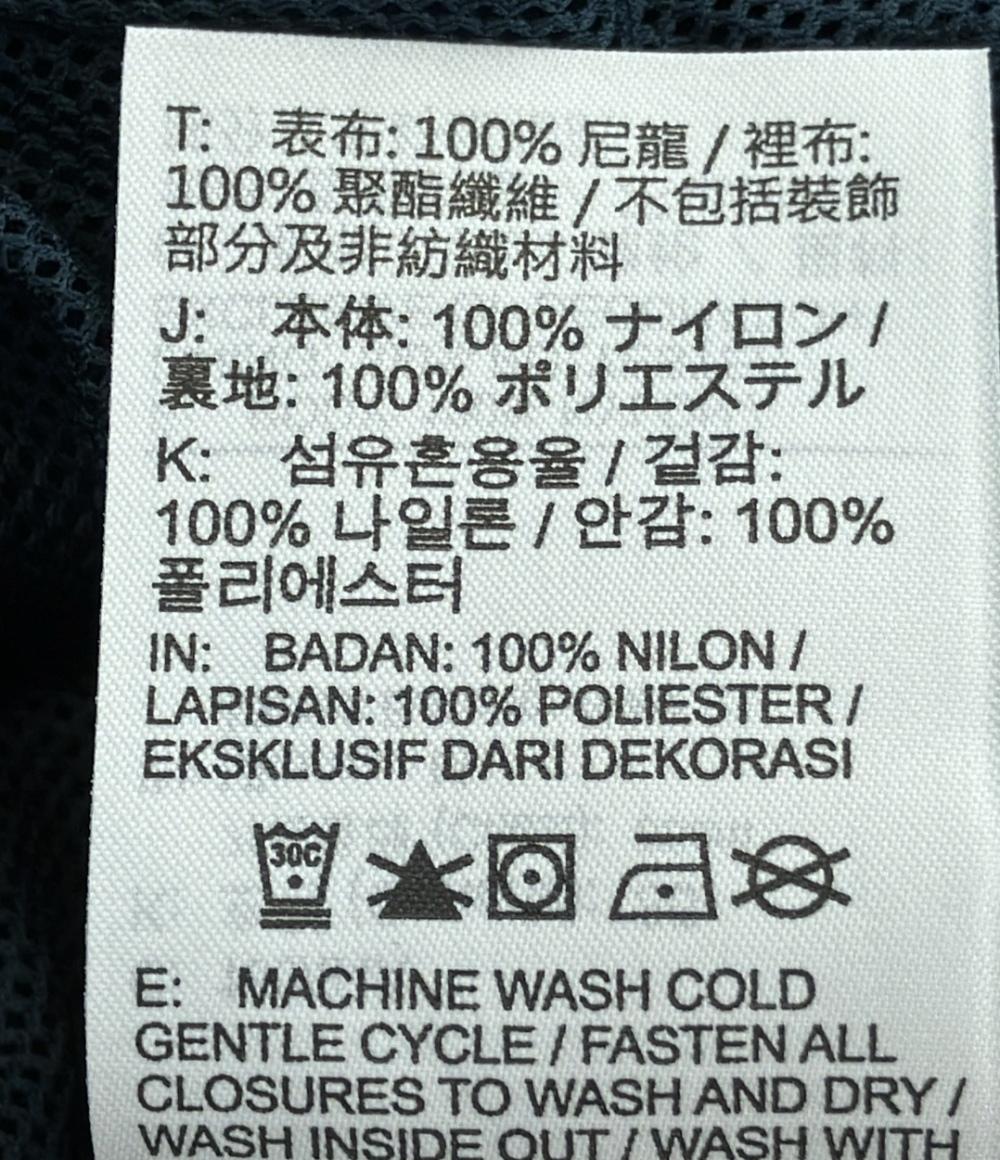 T: 表布: 100% 尼龍 / 裡布:
100% 聚酯纖維 / 不包括裝飾
部分及非紡織材料
J: 本体: 100% ナイロン /
裏地: 100% ポリエステル
K: 섬유혼용율 / 겉감:
100% 나일론 / 안감: 100%
폴리에스터
IN: BADAN: 100% NILON /
LAPISAN: 100% POLIESTER /
EKSKLUSIF DARI DEKORASI
30C
E: MACHINE WASH COLD
GENTLE CYCLE / FASTEN ALL
CLOSURES TO WASH AND DRY /
WASH INSIDE OUT / WASH WITH